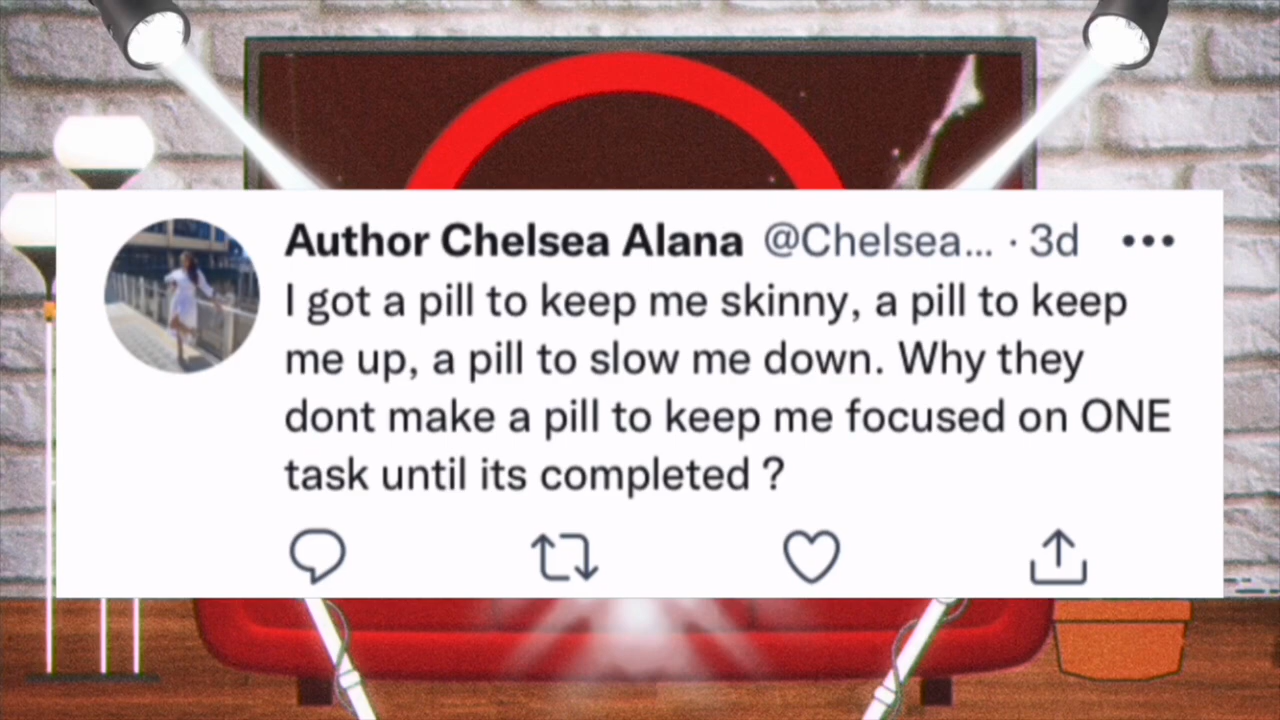 Author Chelsea Alana @Chelsea... · 3d
I got a pill to keep me skinny, a pill to keep
me up, a pill to slow me down. Why they
dont make a pill to keep me focused on ONE
task until its completed ?